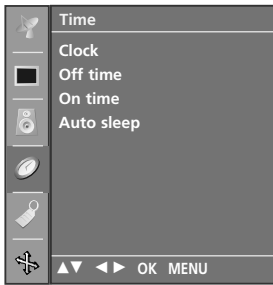 Time
Clock
Off time
On time
Auto sleep
▲▼ ◄► OK MENU